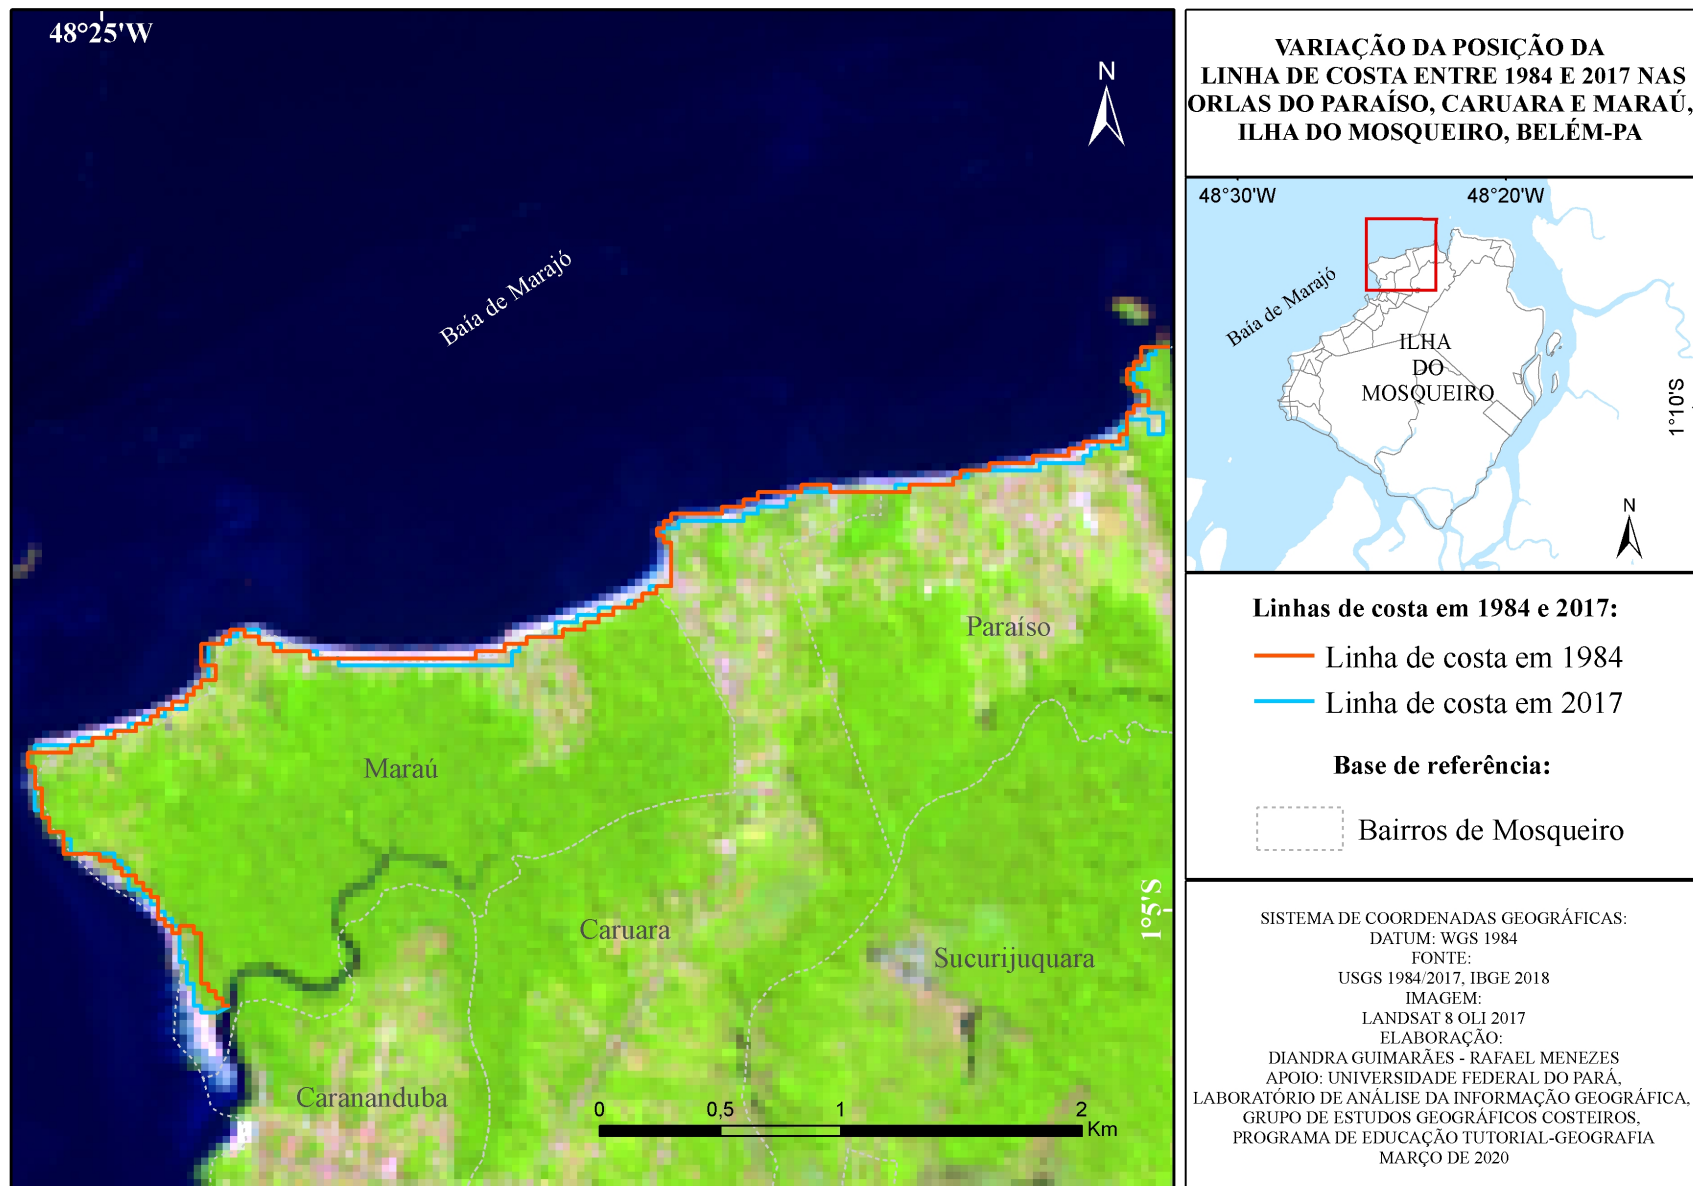 48°25'W
N
Baía de Marajó
Paraíso
Maraú
Caruara
Sucurijuquara
Carananduba
1°5'S
0 0,5 1 2
Km
VARIAÇÃO DA POSIÇÃO DA
LINHA DE COSTA ENTRE 1984 E 2017 NAS
ORLAS DO PARAÍSO, CARUARA E MARAÚ,
ILHA DO MOSQUEIRO, BELÉM-PA
48°30'W 48°20'W
Baía de Marajó
ILHA
DO
MOSQUEIRO
1°10'S
N
Linhas de costa em 1984 e 2017:
Linha de costa em 1984
Linha de costa em 2017
Base de referência:
Bairros de Mosqueiro
SISTEMA DE COORDENADAS GEOGRÁFICAS:
DATUM: WGS 1984
FONTE:
USGS 1984/2017, IBGE 2018
IMAGEM:
LANDSAT 8 OLI 2017
ELABORAÇÃO:
DIANDRA GUIMARÃES - RAFAEL MENEZES
APOIO: UNIVERSIDADE FEDERAL DO PARÁ,
LABORATÓRIO DE ANÁLISE DA INFORMAÇÃO GEOGRÁFICA,
GRUPO DE ESTUDOS GEOGRÁFICOS COSTEIROS,
PROGRAMA DE EDUCAÇÃO TUTORIAL-GEOGRAFIA
MARÇO DE 2020